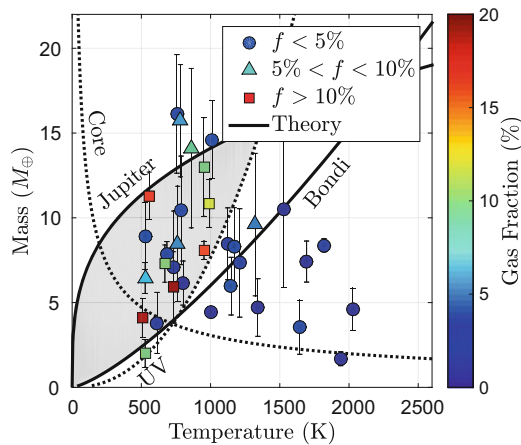 20
15
10
5
0
Mass (M⊕)
0
500
1000
1500
2000
2500
Temperature (K)
f < 5%
5% < f < 10%
f > 10%
Theory
Core
Jupiter
Bondi
UV
20
15
10
5
0
Gas Fraction (%)